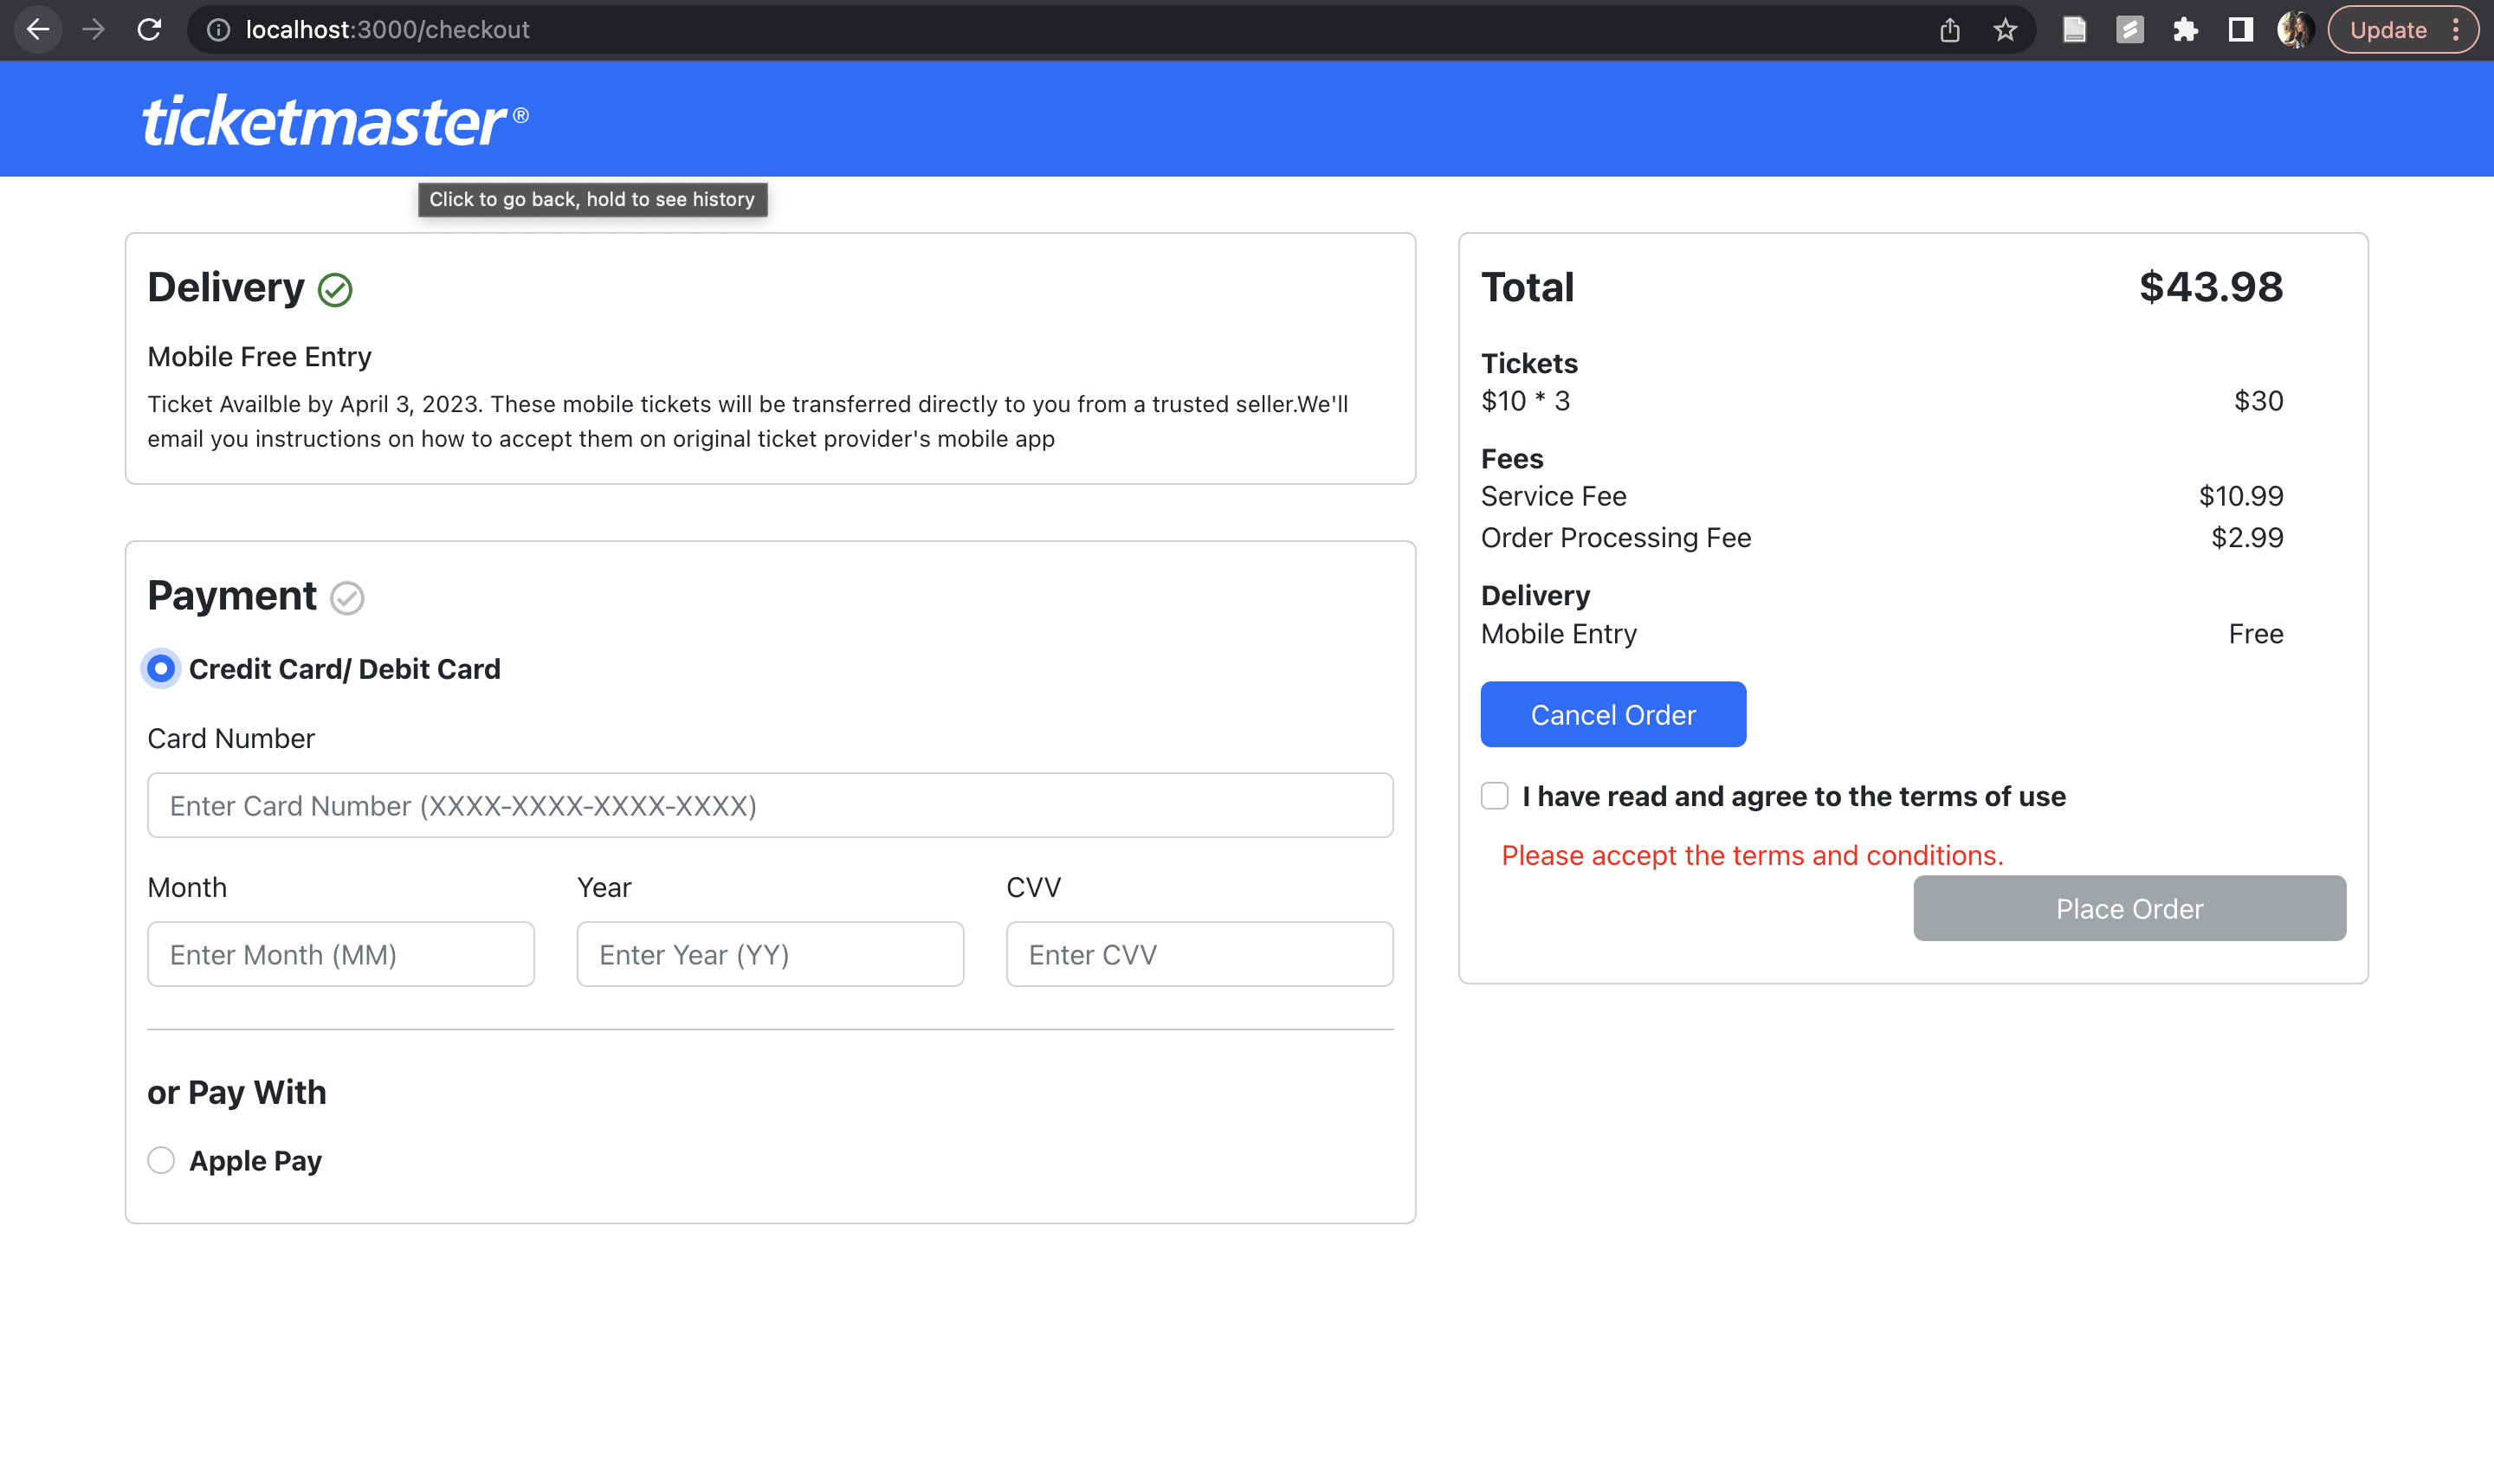 localhost:3000/checkout
Update
ticketmaster®
Click to go back, hold to see history
Delivery
Mobile Free Entry
Ticket Availble by April 3, 2023. These mobile tickets will be transferred directly to you from a trusted seller.We'll
email you instructions on how to accept them on original ticket provider's mobile app
Payment
Credit Card/ Debit Card
Card Number
Enter Card Number (XXXX-XXXX-XXXX-XXXX)
Month Year CVV
Enter Month (MM) Enter Year (YY) Enter CVV
or Pay With
Apple Pay
Total $43.98
Tickets
$10 * 3 $30
Fees
Service Fee $10.99
Order Processing Fee $2.99
Delivery
Mobile Entry Free
Cancel Order
I have read and agree to the terms of use
Please accept the terms and conditions.
Place Order